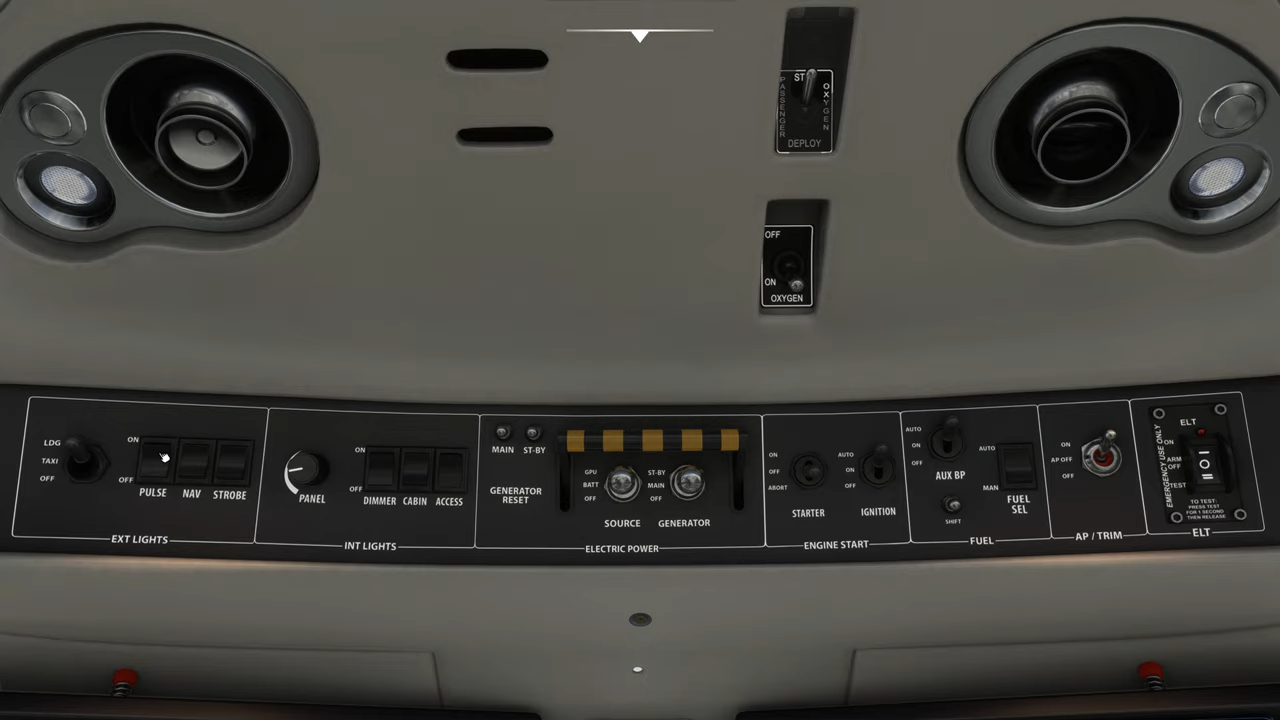 ST
PASSENGER
OXYGEN
DEPLOY
OFF
ON
OXYGEN
LDG
TAXI
OFF
ON
OFF
PULSE
NAV
STROBE
EXT LIGHTS
PANEL
ON
OFF
DIMMER
CABIN
ACCESS
INT LIGHTS
MAIN
ST-BY
GENERATOR
RESET
GPU
BATT
OFF
SOURCE
ST-BY
MAIN
OFF
GENERATOR
ELECTRIC POWER
ON
OFF
ABORT
STARTER
AUTO
ON
OFF
IGNITION
ENGINE START
AUTO
ON
OFF
AUX BP
SHIFT
AUTO
MAN
FUEL
SEL
FUEL
ON
AP OFF
OFF
AP / TRIM
EMERGENCY USE ONLY
ELT
ON
ARM
OFF
TEST
TO TEST:
PRESS TEST
FOR 1 SECOND
THEN RELEASE
ELT